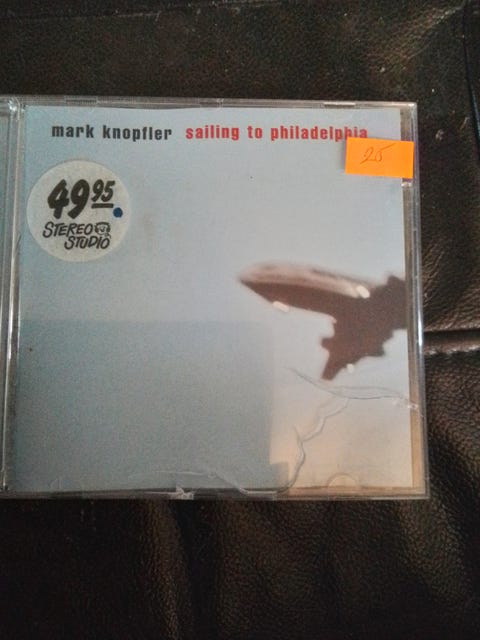 mark knopfler sailing to philadelphia
25
49 95
STEREO
STUDIO